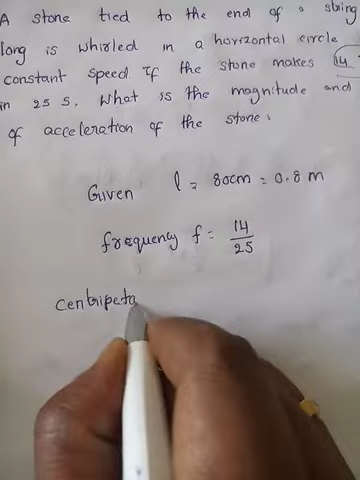 A stone tied to the end of a string
long is whirled in a horizontal circle
constant speed If the stone makes 14
in 25 s. What is the magnitude and
of acceleration of the stone.
Given l = 80cm = 0.8 m
frequency f = 14/25
centripeta